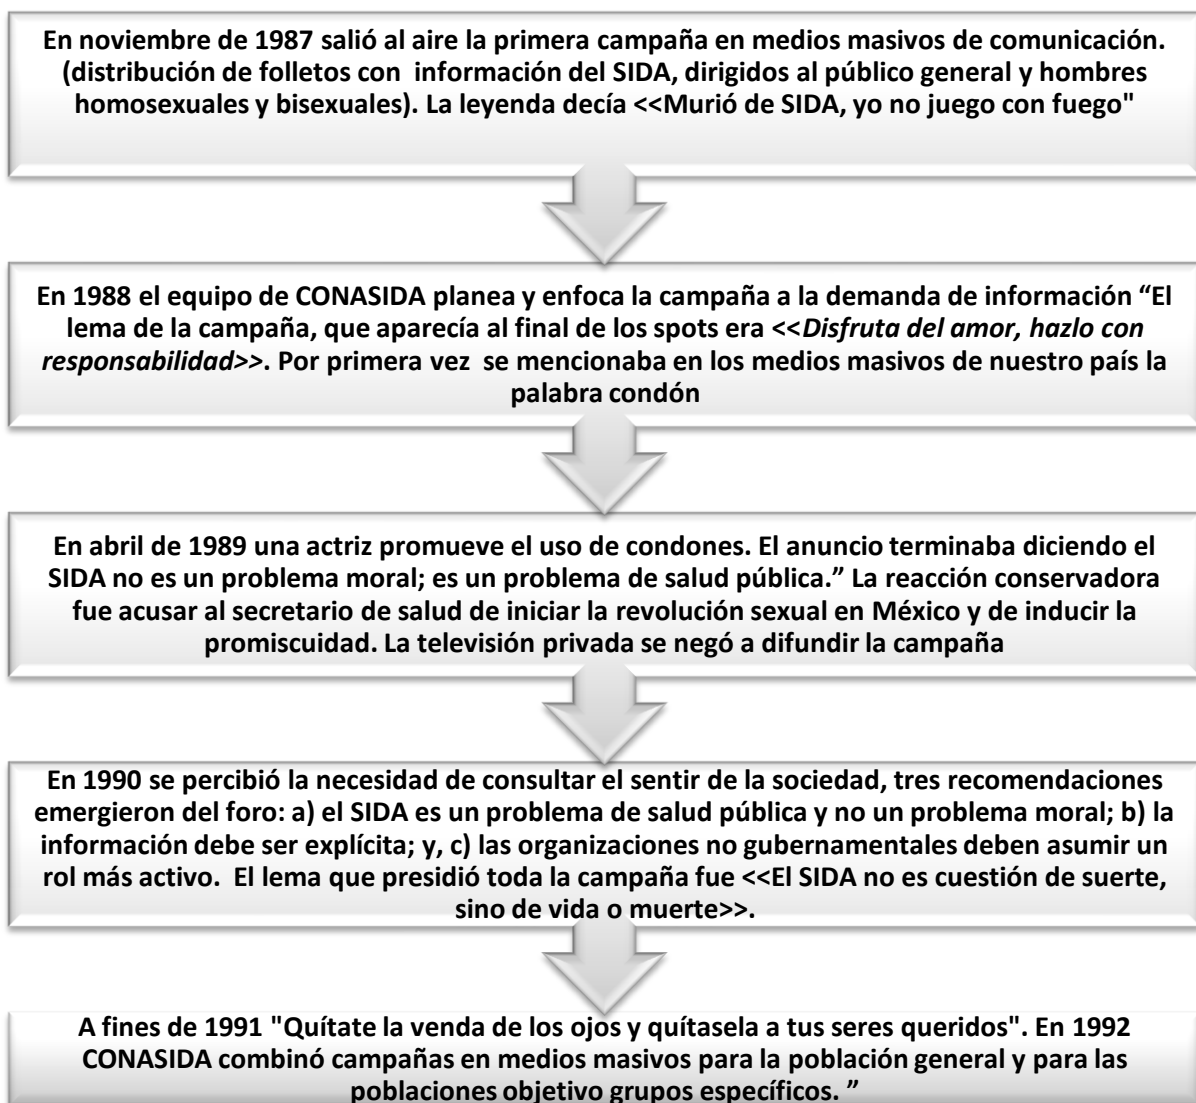 En noviembre de 1987 salió al aire la primera campaña en medios masivos de comunicación.
(distribución de folletos con información del SIDA, dirigidos al público general y hombres
homosexuales y bisexuales). La leyenda decía <<Murió de SIDA, yo no juego con fuego"
En 1988 el equipo de CONASIDA planea y enfoca la campaña a la demanda de información “El
lema de la campaña, que aparecía al final de los spots era <<Disfruta del amor, hazlo con
responsabilidad>>. Por primera vez se mencionaba en los medios masivos de nuestro país la
palabra condón
En abril de 1989 una actriz promueve el uso de condones. El anuncio terminaba diciendo el
SIDA no es un problema moral; es un problema de salud pública.” La reacción conservadora
fue acusar al secretario de salud de iniciar la revolución sexual en México y de inducir la
promiscuidad. La televisión privada se negó a difundir la campaña
En 1990 se percibió la necesidad de consultar el sentir de la sociedad, tres recomendaciones
emergieron del foro: a) el SIDA es un problema de salud pública y no un problema moral; b) la
información debe ser explícita; y, c) las organizaciones no gubernamentales deben asumir un
rol más activo. El lema que presidió toda la campaña fue <<El SIDA no es cuestión de suerte,
sino de vida o muerte>>.
A fines de 1991 "Quítate la venda de los ojos y quítasela a tus seres queridos". En 1992
CONASIDA combinó campañas en medios masivos para la población general y para las
poblaciones objetivo grupos específicos. ”